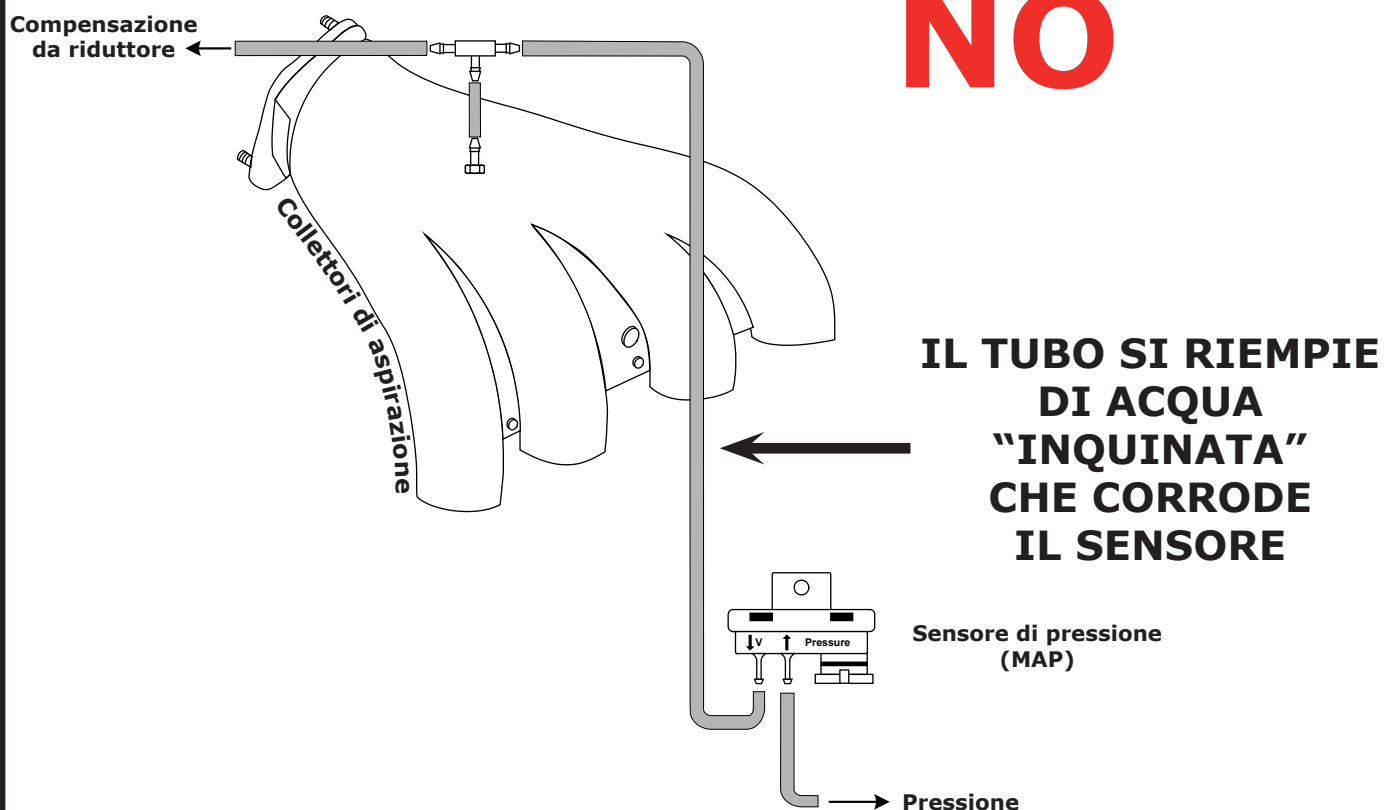 Compensazione
da riduttore
NO
Collettori di aspirazione
IL TUBO SI RIEMPIE
DI ACQUA
“INQUINATA”
CHE CORRODE
IL SENSORE
V Pressure
Sensore di pressione
(MAP)
Pressione